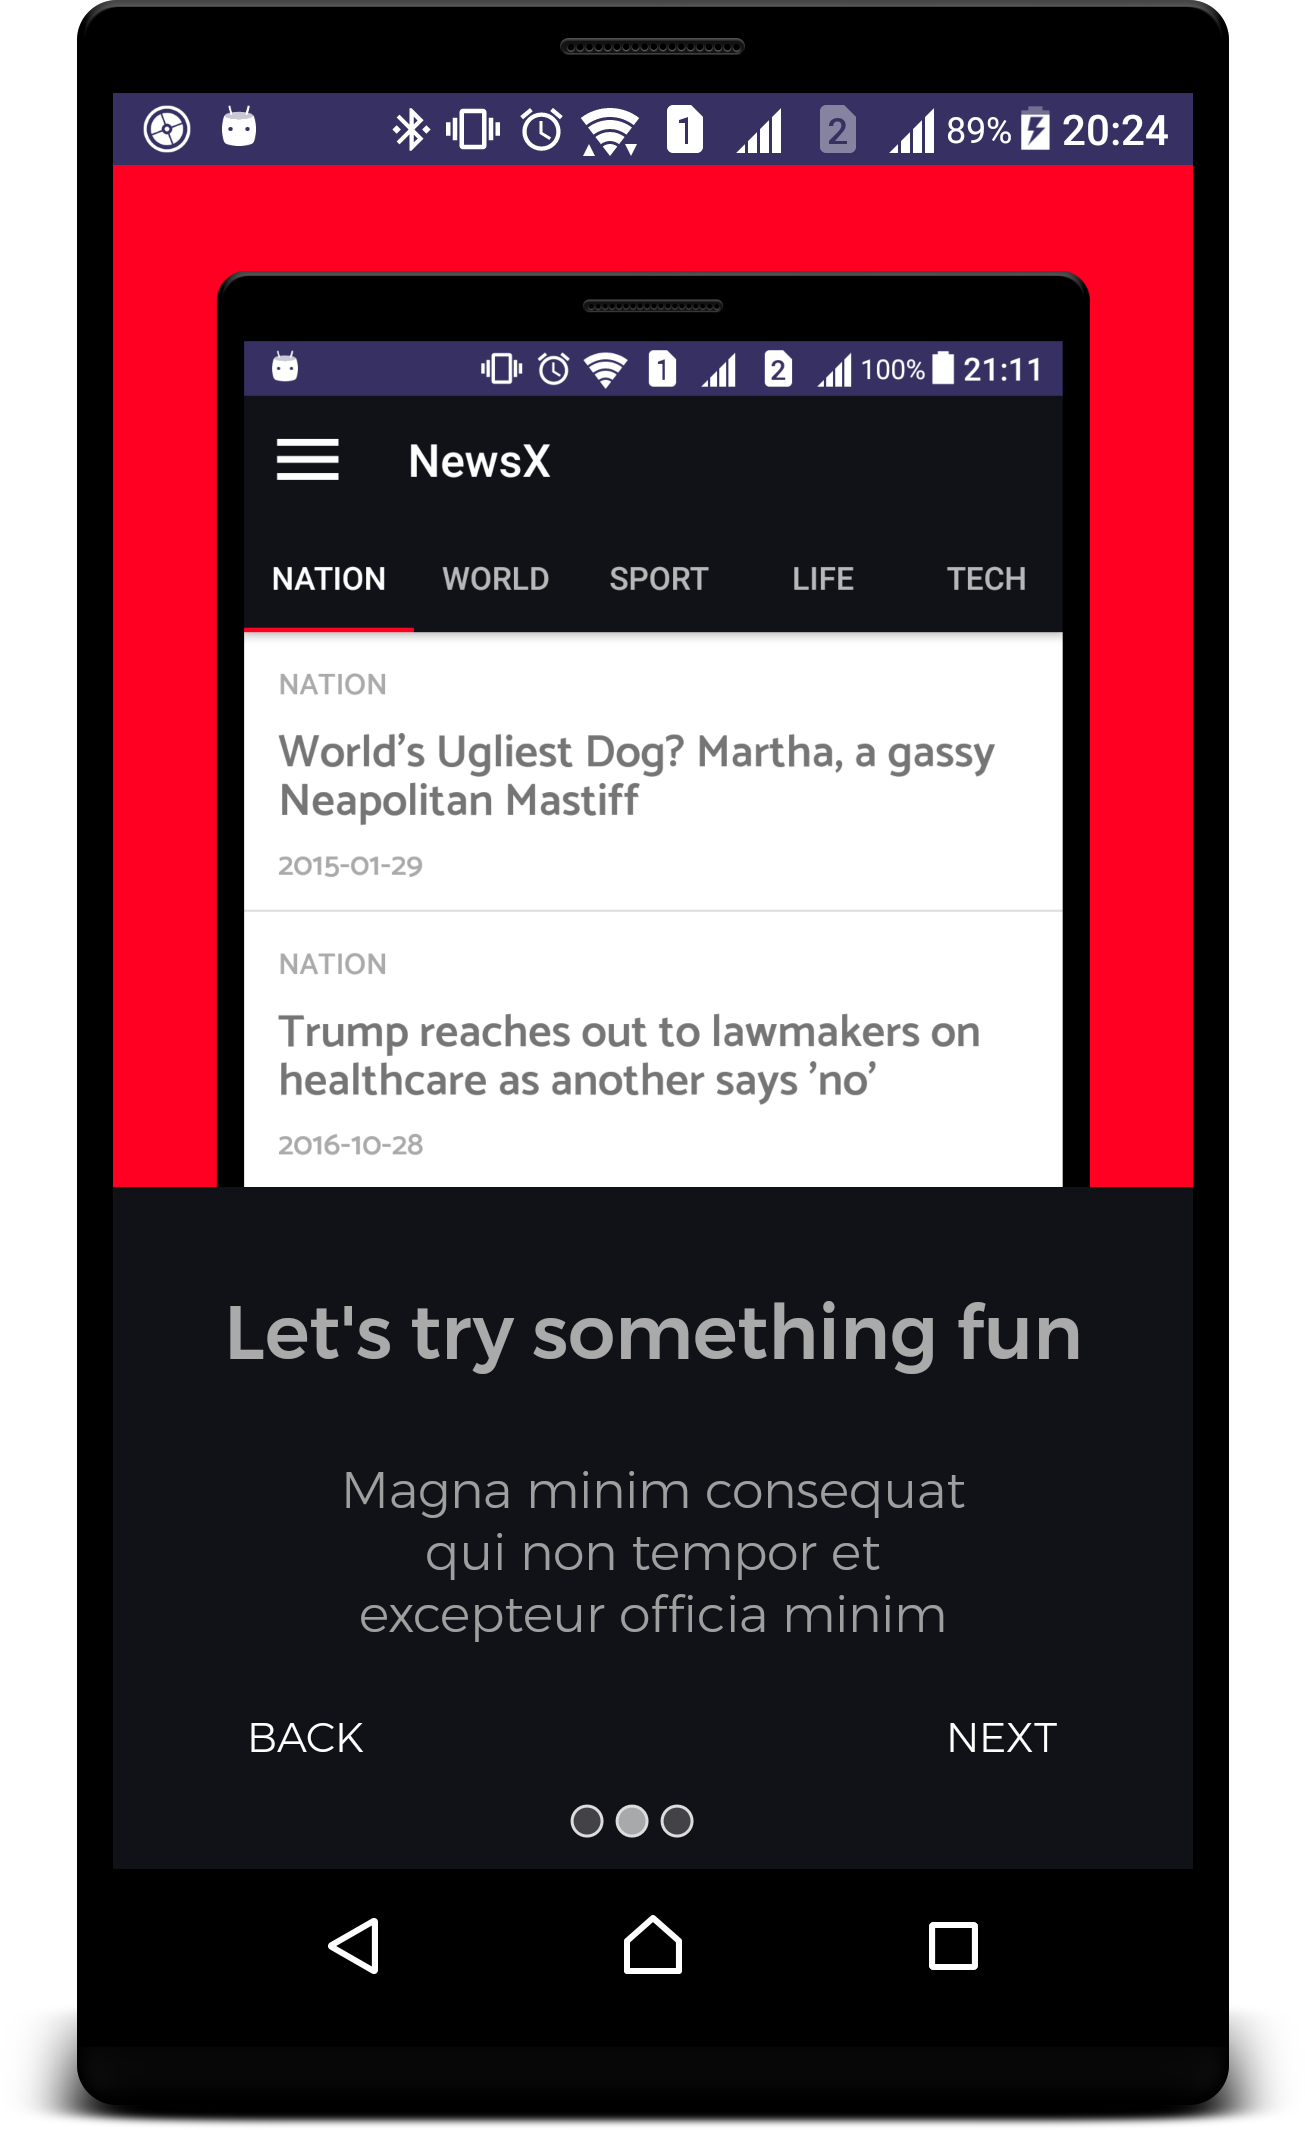 1 2 89% 20:24
1 2 100% 21:11
NewsX
NATION WORLD SPORT LIFE TECH
NATION
World's Ugliest Dog? Martha, a gassy
Neapolitan Mastiff
2015-01-29
NATION
Trump reaches out to lawmakers on
healthcare as another says 'no'
2016-10-28
Let's try something fun
Magna minim consequat
qui non tempor et
excepteur officia minim
BACK NEXT